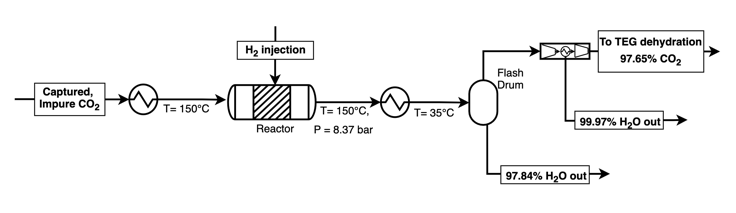 H₂ injection
Captured,
Impure CO₂
T= 150°C
Reactor
T= 150°C,
P = 8.37 bar
T= 35°C
Flash
Drum
To TEG dehydration
97.65% CO₂
99.97% H₂O out
97.84% H₂O out